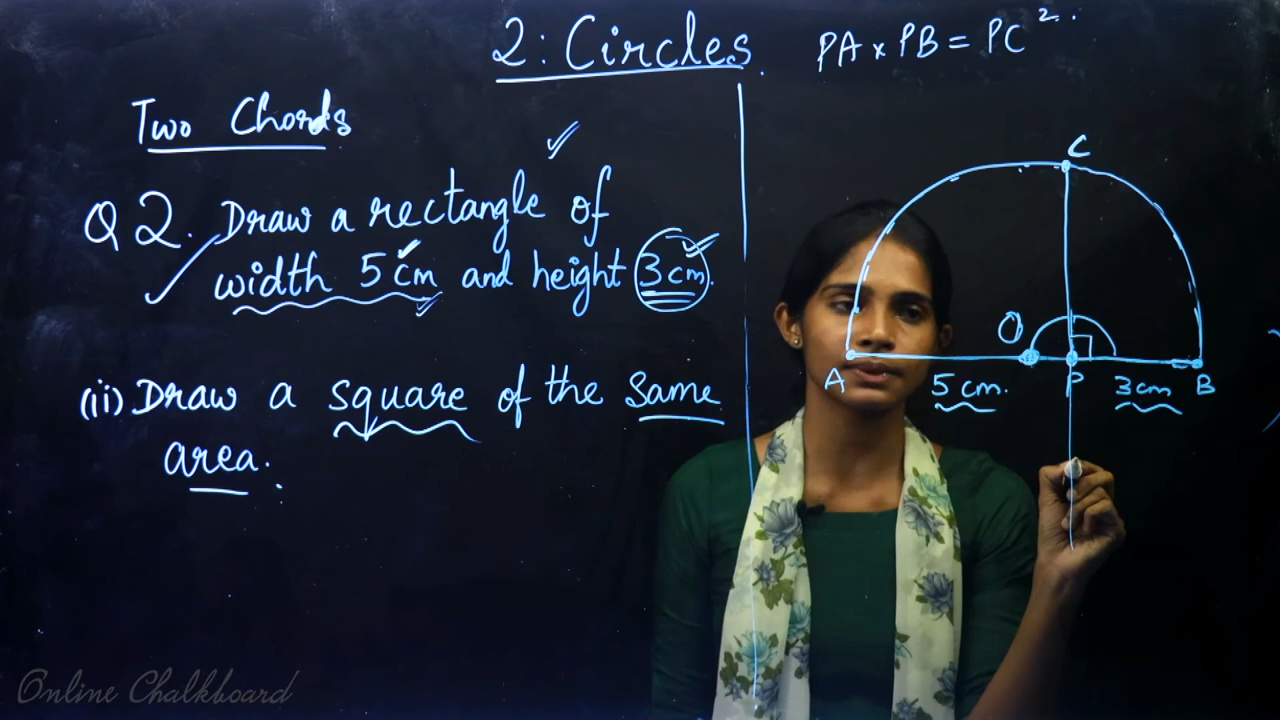 2: Circles.
PA × PB = PC².
Two Chords
Q2. Draw a rectangle of
width 5 cm and height 3 cm.
(ii) Draw a square of the same
area.
C
O
A 5 cm. P 3 cm B
Online Chalkboard